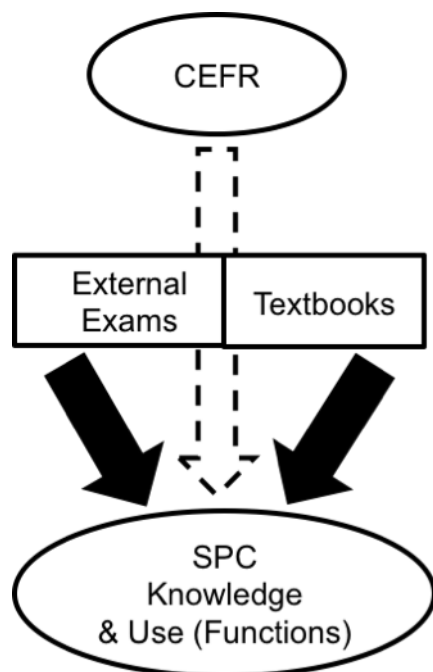 CEFR
External
Exams
Textbooks
SPC
Knowledge
& Use (Functions)